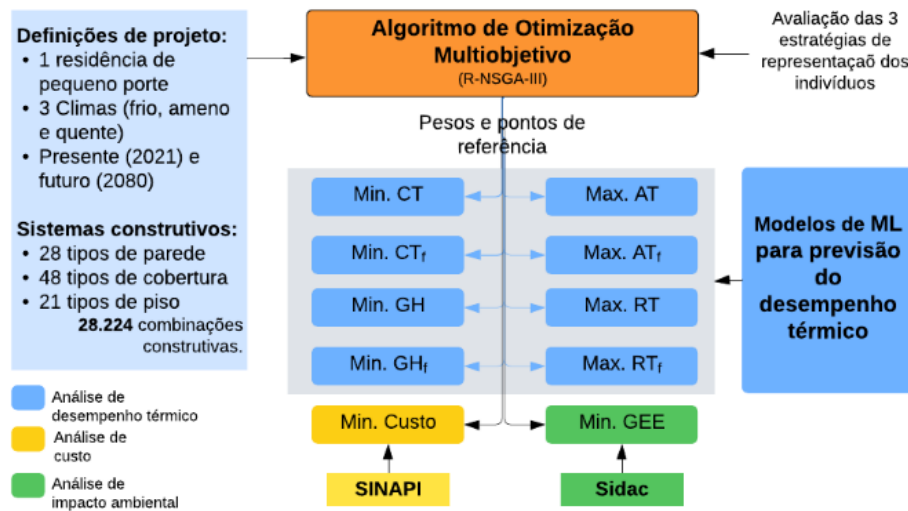 Definições de projeto:
• 1 residência de
pequeno porte
• 3 Climas (frio, ameno
e quente)
• Presente (2021) e
futuro (2080)
Sistemas construtivos:
• 28 tipos de parede
• 48 tipos de cobertura
• 21 tipos de piso
28.224 combinações
construtivas.
Algoritmo de Otimização
Multiobjetivo
(R-NSGA-III)
Avaliação das 3
estratégias de
representaçaõ dos
indivíduos
Pesos e pontos de
referência
Min. CT
Max. AT
Min. CTf
Max. ATf
Min. GH
Max. RT
Min. GHf
Max. RTf
Modelos de ML
para previsão
do
desempenho
térmico
Min. Custo
Min. GEE
SINAPI
Sidac
Análise de
desempenho térmico
Análise de
custo
Análise de
impacto ambiental